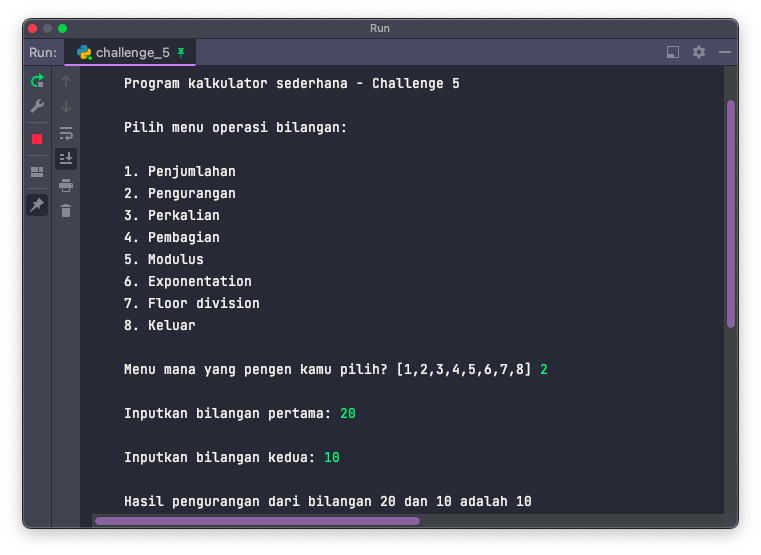 Run
Run:
challenge_5
Program kalkulator sederhana - Challenge 5
Pilih menu operasi bilangan:
1. Penjumlahan
2. Pengurangan
3. Perkalian
4. Pembagian
5. Modulus
6. Exponentation
7. Floor division
8. Keluar
Menu mana yang pengen kamu pilih? [1,2,3,4,5,6,7,8] 2
Inputkan bilangan pertama: 20
Inputkan bilangan kedua: 10
Hasil pengurangan dari bilangan 20 dan 10 adalah 10